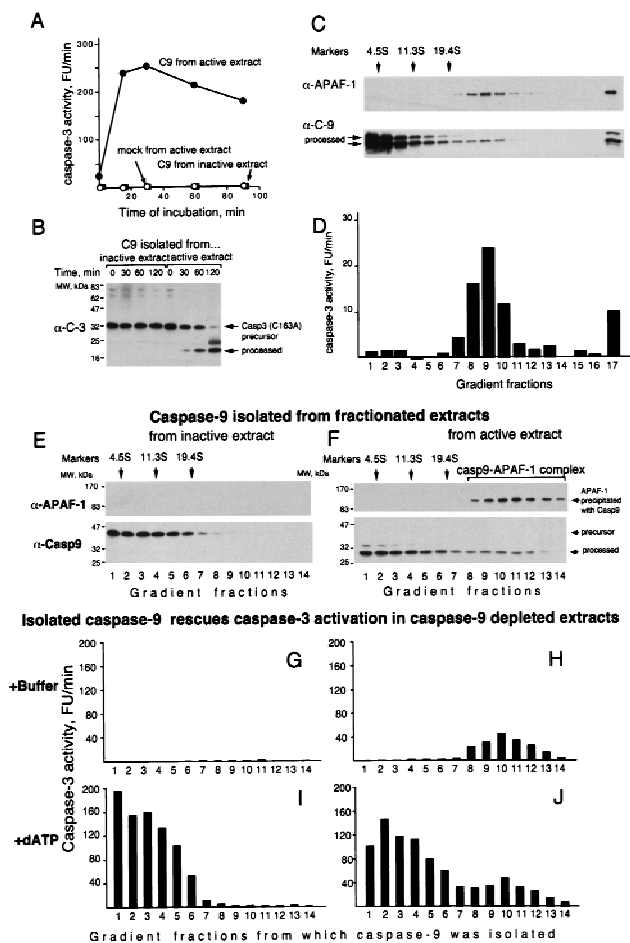 A
caspase-3 activity, FU/min
300
200
100
C9 from active extract
mock from active extract
C9 from inactive extract
20 40 60 80 100
Time of incubation, min
B
C9 isolated from...
inactive extract active extract
Time, min 0 30 60 120 0 30 60 120
MW, kDa
83
62
47
32
25
16
α-C-3
Casp3 (C163A)
precursor
processed
C
Markers 4.5S 11.3S 19.4S
α-APAF-1
α-C-9
processed
D
caspase-3 activity, FU/min
30
20
10
1 2 3 4 5 6 7 8 9 10 11 12 13 14 15 16 17
Gradient fractions
Caspase-9 isolated from fractionated extracts
E
from inactive extract
Markers 4.5S 11.3S 19.4S
MW, kDa
170
83
α-APAF-1
47
32
25
α-Casp9
1 2 3 4 5 6 7 8 9 10 11 12 13 14
Gradient fractions
F
from active extract
Markers 4.5S 11.3S 19.4S
casp9-APAF-1 complex
MW, kDa
170
83
APAF-1
precipitated
with Casp9
47
32
25
precursor
processed
1 2 3 4 5 6 7 8 9 10 11 12 13 14
Gradient fractions
Isolated caspase-9 rescues caspase-3 activation in caspase-9 depleted extracts
+Buffer
+dATP
Caspase-3 activity, FU/min
G
200
160
120
80
40
1 2 3 4 5 6 7 8 9 10 11 12 13 14
H
200
160
120
80
40
1 2 3 4 5 6 7 8 9 10 11 12 13 14
I
200
160
120
80
40
1 2 3 4 5 6 7 8 9 10 11 12 13 14
J
200
160
120
80
40
1 2 3 4 5 6 7 8 9 10 11 12 13 14
Gradient fractions from which caspase-9 was isolated